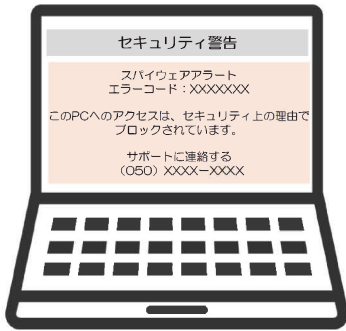 セキュリティ警告
スパイウェアアラート
エラーコード：XXXXXXX
このPCへのアクセスは、セキュリティ上の理由で
ブロックされています。
サポートに連絡する
（050）XXXX－XXXX